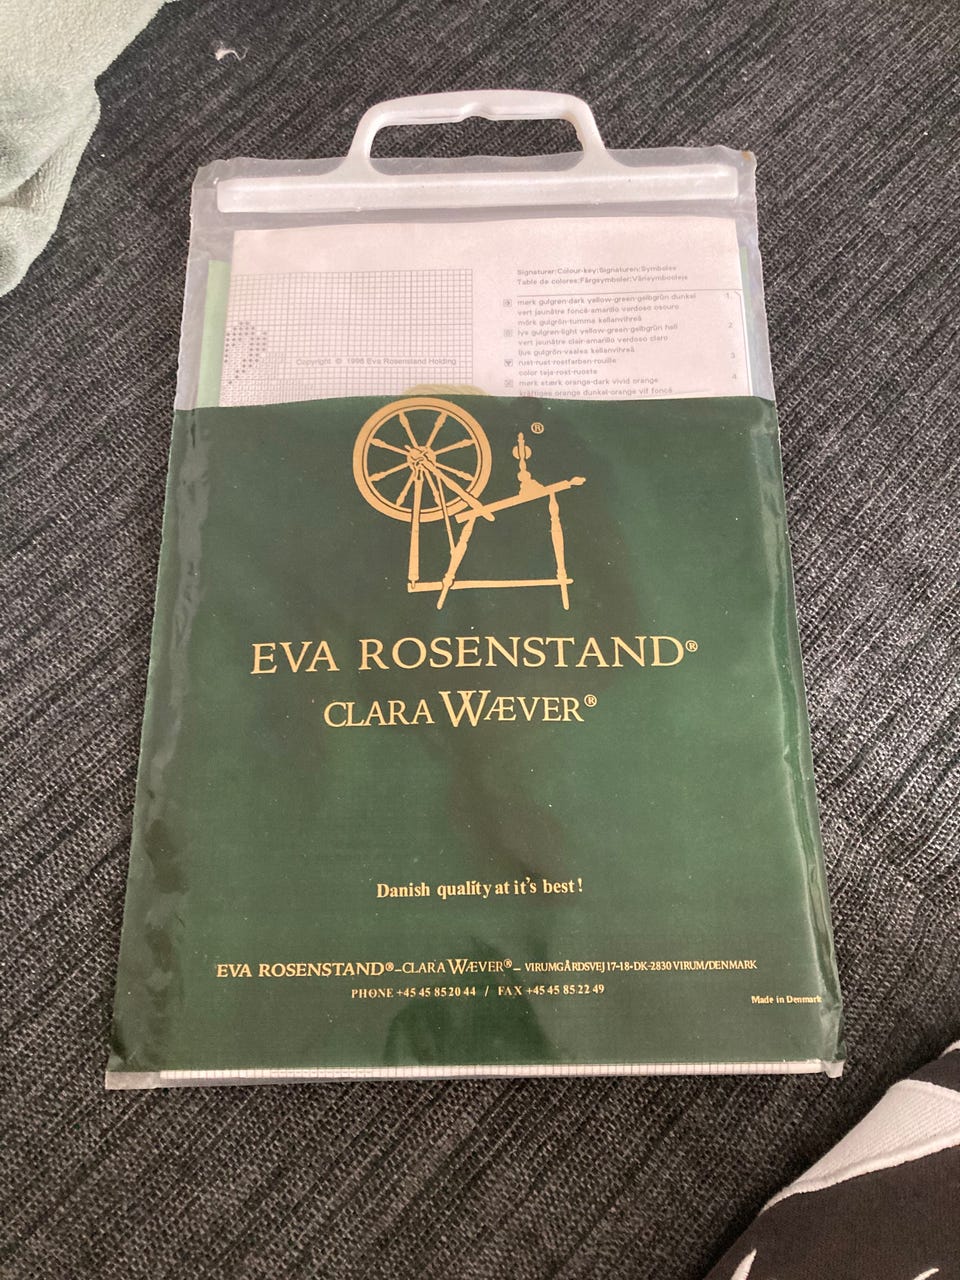 Signaturer:Colour-key:Signaturen:Symboles
Table de colores:Färgsymboler:Värisymbooleja
mørk gulgrøn·dark yellow-green·gelbgrün dunkel 1
vert jaunâtre foncé·amarillo verdoso oscuro
mörk gulgrön·tumma kellanvihreä
lys gulgrøn·light yellow-green·gelbgrün hell 2
vert jaunâtre clair·amarillo verdoso claro
ljus gulgrön·vaalea kellanvihreä
rust·rust·rostfarben·rouille 3
color teja·rost·ruoste
mørk stærk orange·dark vivid orange 4
kräftiges orange dunkel·orange vif foncé
Copyright © 1996 Eva Rosenstand Holding
®
EVA ROSENSTAND®
CLARA WÆVER®
Danish quality at it's best!
EVA ROSENSTAND®–CLARA WÆVER®– VIRUMGÅRDSVEJ 17-18-DK-2830 VIRUM/DENMARK
PHONE +45 45 85 20 44 / FAX +45 45 85 22 49
Made in Denmark